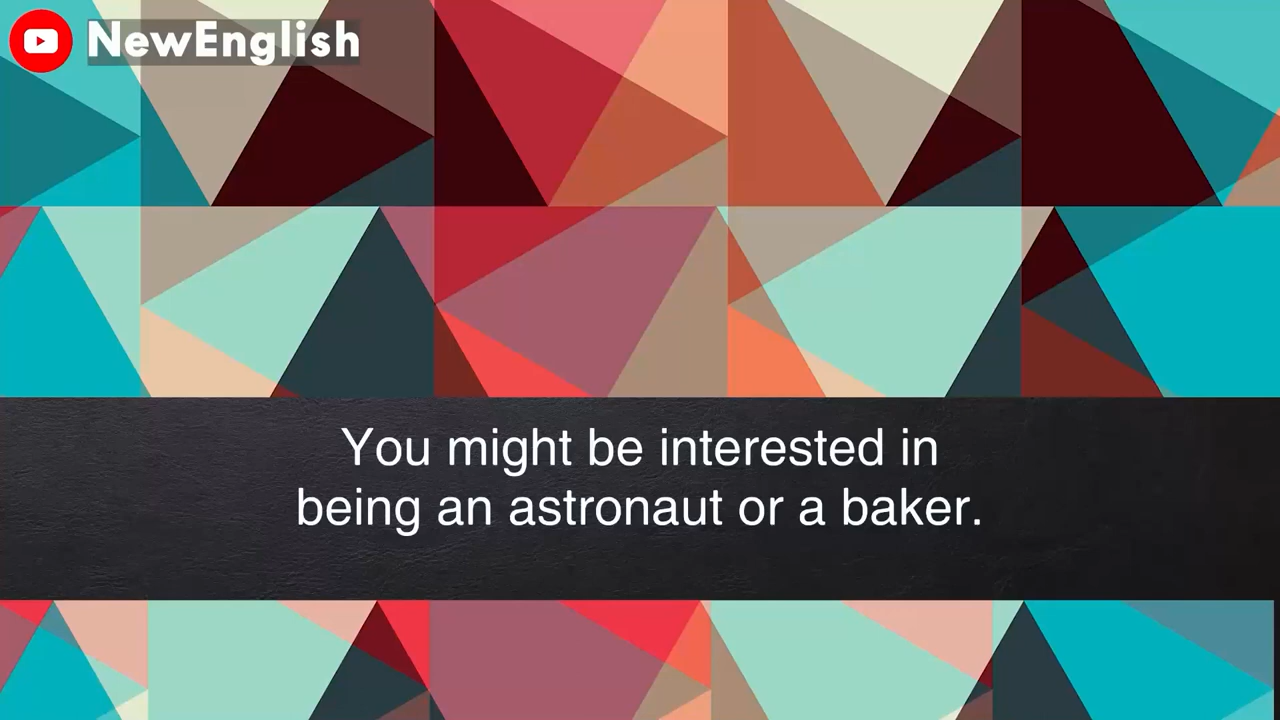 NewEnglish
You might be interested in
being an astronaut or a baker.